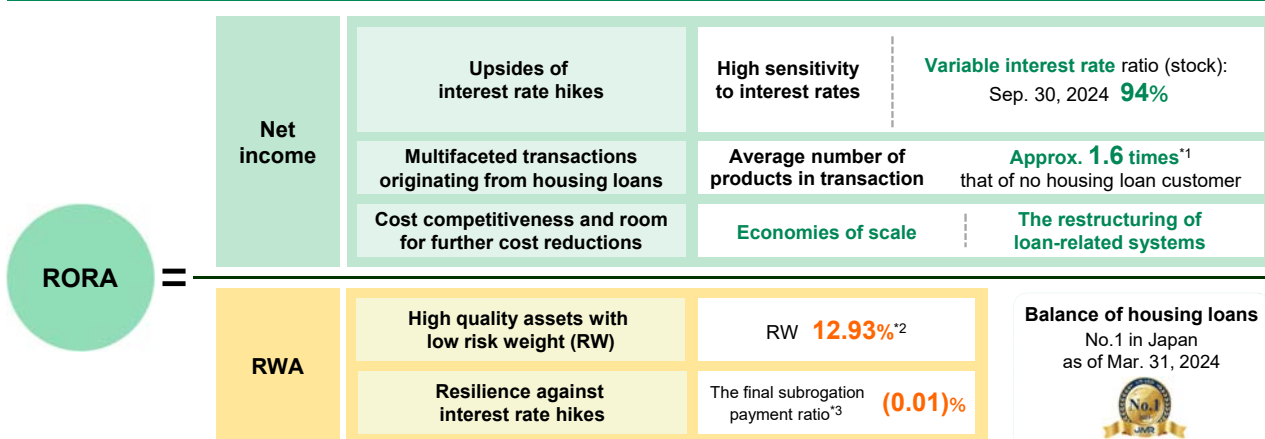 RORA
=
Net
income
Upsides of
interest rate hikes
High sensitivity
to interest rates
Variable interest rate ratio (stock):
Sep. 30, 2024 94%
Multifaceted transactions
originating from housing loans
Average number of
products in transaction
Approx. 1.6 times*1
that of no housing loan customer
Cost competitiveness and room
for further cost reductions
Economies of scale
The restructuring of
loan-related systems
RWA
High quality assets with
low risk weight (RW)
RW 12.93%*2
Resilience against
interest rate hikes
The final subrogation
payment ratio*3 (0.01)%
Balance of housing loans
No.1 in Japan
as of Mar. 31, 2024
No.1
JMR